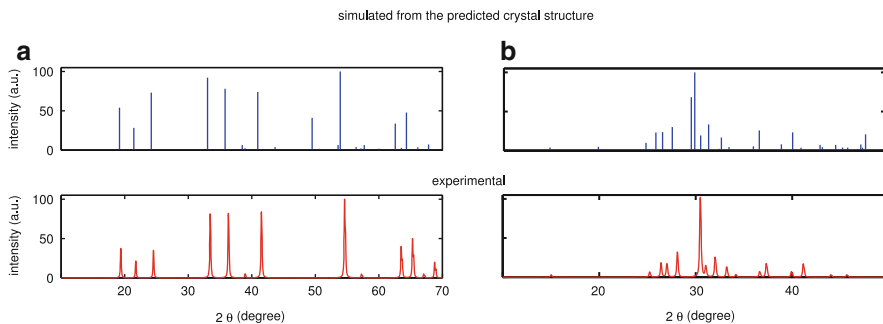 simulated from the predicted crystal structure
a
b
100
50
0
intensity (a.u.)
experimental
100
50
0
intensity (a.u.)
20 30 40 50 60 70
20 30 40
2 θ (degree)
2 θ (degree)